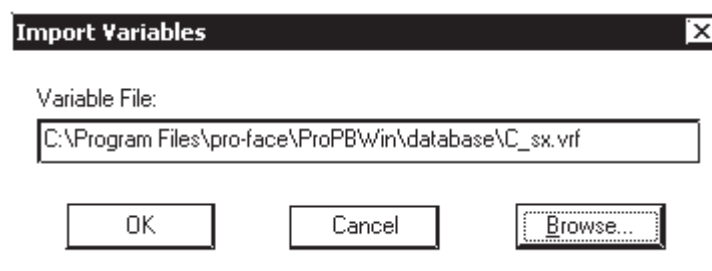 Import Variables
Variable File:
C:\Program Files\pro-face\ProPBWin\database\C_sx.vrf
OK Cancel Browse...